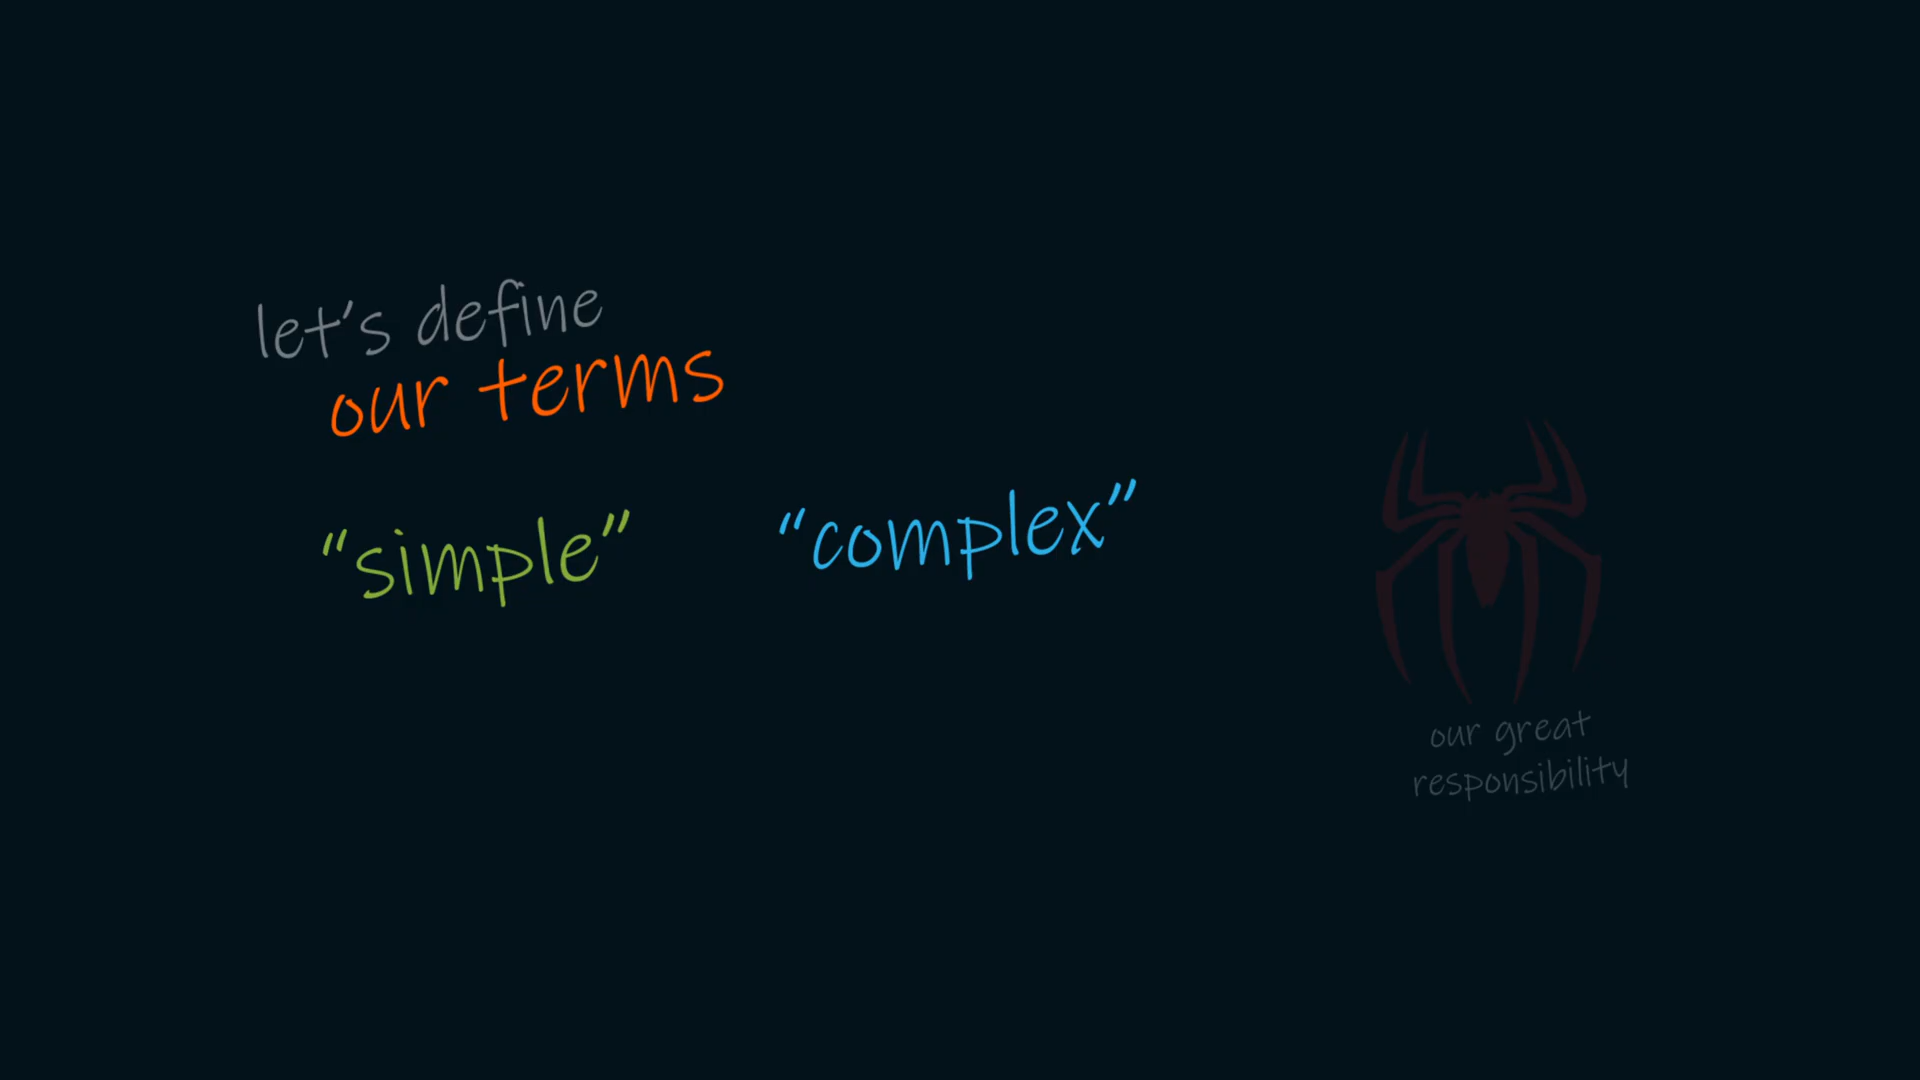 let's define
our terms
“simple”
“complex”
our great
responsibility